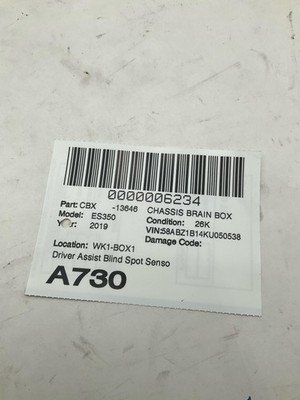 0000006234
Part: CBX -13646 CHASSIS BRAIN BOX
Model: ES350 Condition: 26K
Year: 2019 VIN:58ABZ1B14KU050538
Damage Code:
Location: WK1-BOX1
Driver Assist Blind Spot Senso
A730